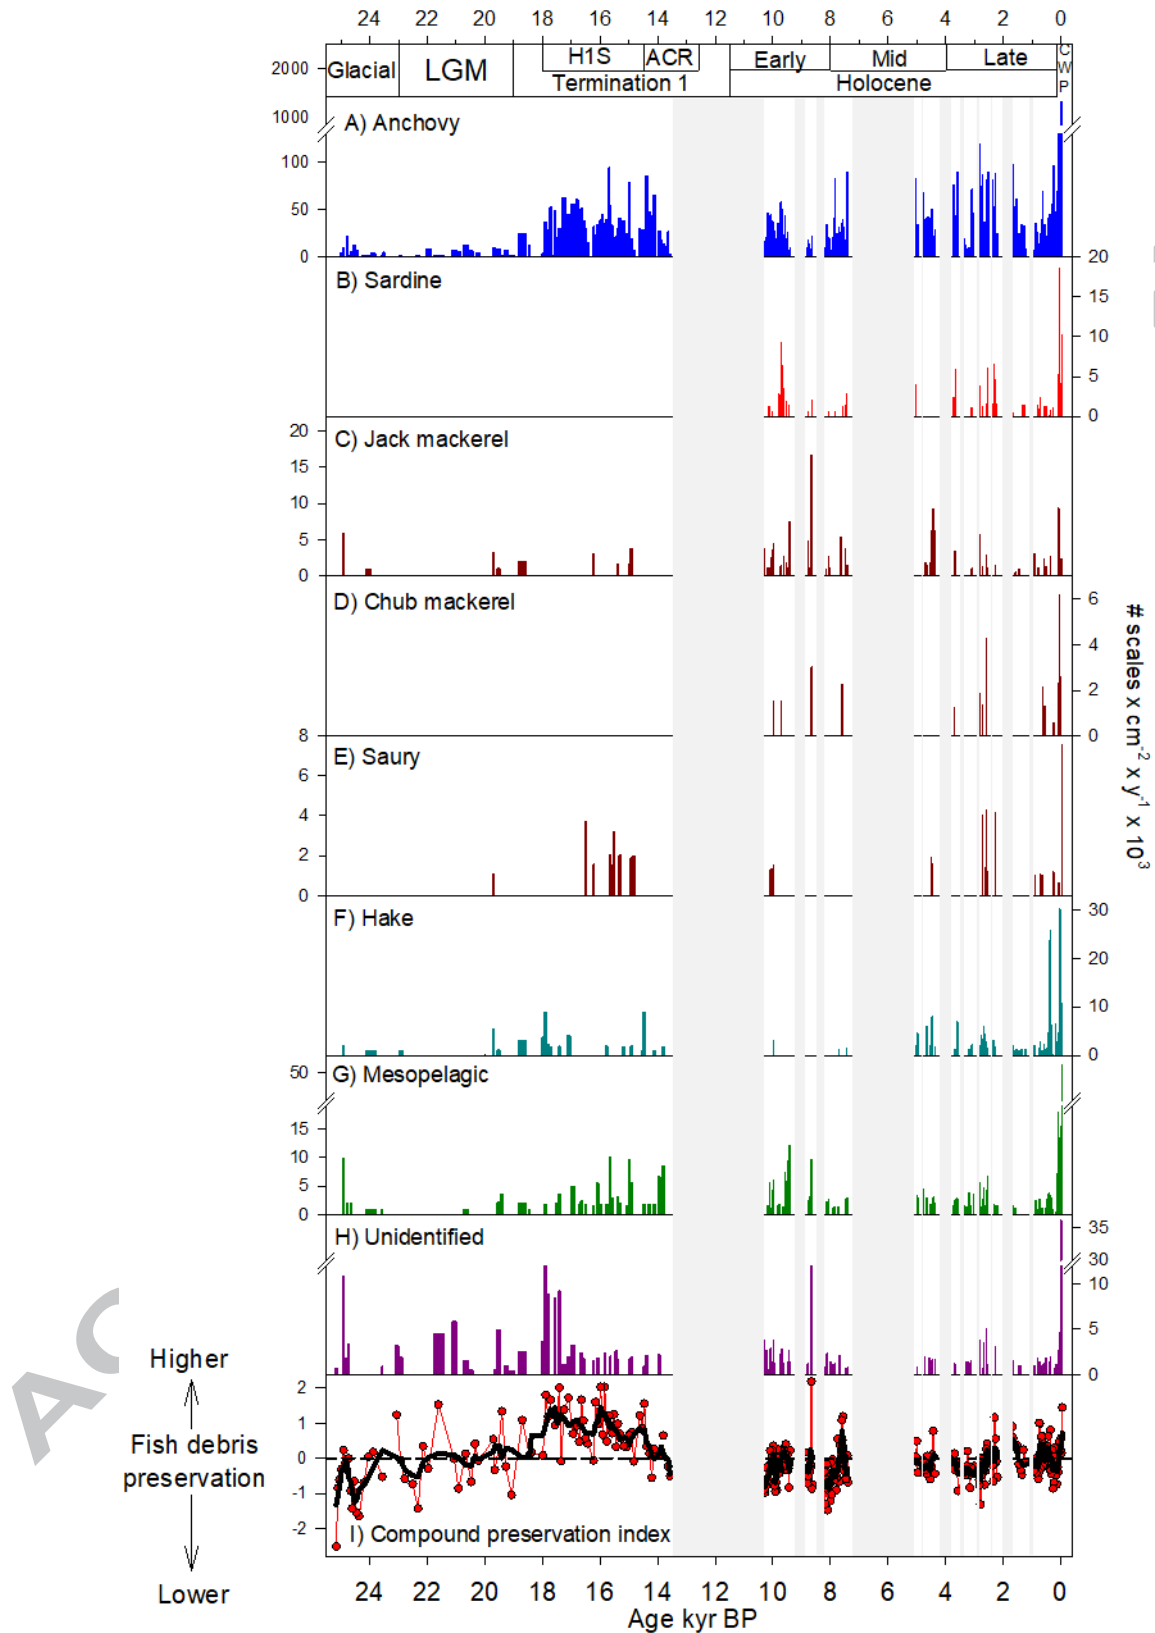 24 22 20 18 16 14 12 10 8 6 4 2 0
Glacial LGM H1S ACR Early Mid Late CWP
Termination 1 Holocene
2000
1000
A) Anchovy
100
50
0
20
B) Sardine
15
10
5
0
20
C) Jack mackerel
15
10
5
0
D) Chub mackerel
6
4
2
0
8
E) Saury
6
4
2
0
F) Hake
30
20
10
0
50
G) Mesopelagic
15
10
5
0
H) Unidentified
35
30
10
5
0
# scales x cm-2 x y-1 x 103
Higher
Fish debris
preservation
Lower
2
1
0
-1
-2
I) Compound preservation index
24 22 20 18 16 14 12 10 8 6 4 2 0
Age kyr BP